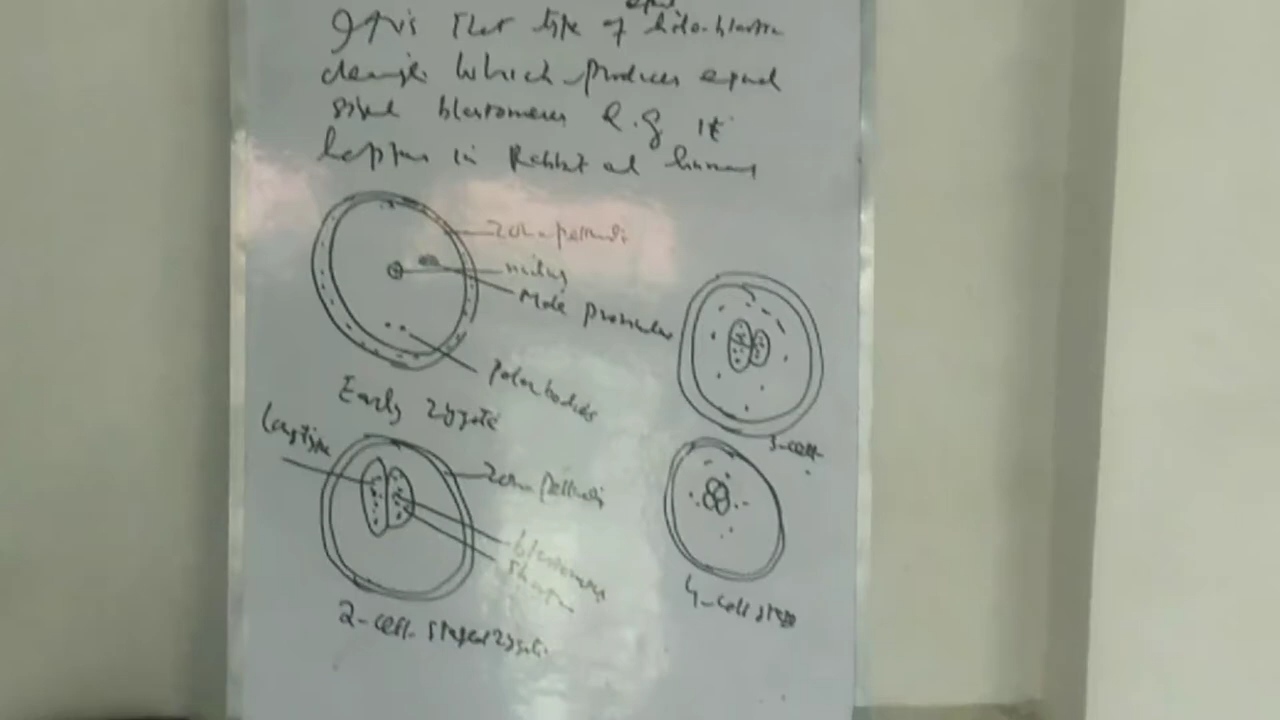 It is that type of holoblastic
cleavage which produces equal
sized blastomeres e.g it
happens in Rabbit and human
zona pellucida
nucleus
Male pronucleus
Polar bodies
Early zygote
3-cell
zona pellucida
blastomeres
2-cell stage zygote
4-cell stage